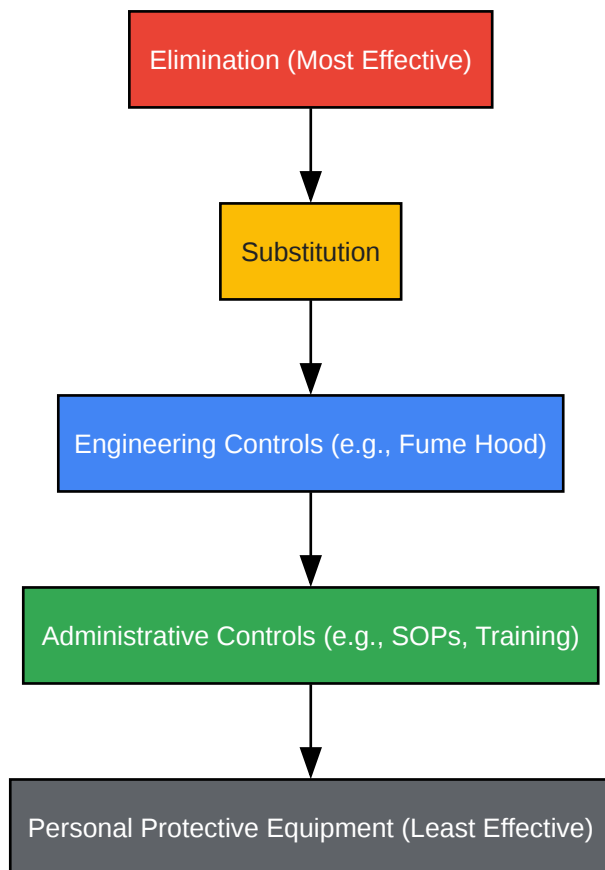 Elimination (Most Effective)
Substitution
Engineering Controls (e.g., Fume Hood)
Administrative Controls (e.g., SOPs, Training)
Personal Protective Equipment (Least Effective)